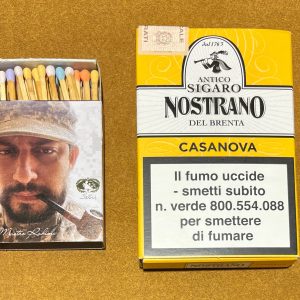 dal 1763
ANTICO
SIGARO
NOSTRANO
DEL BRENTA
CASANOVA
Il fumo uccide
- smetti subito
n. verde 800.554.088
per smettere
di fumare